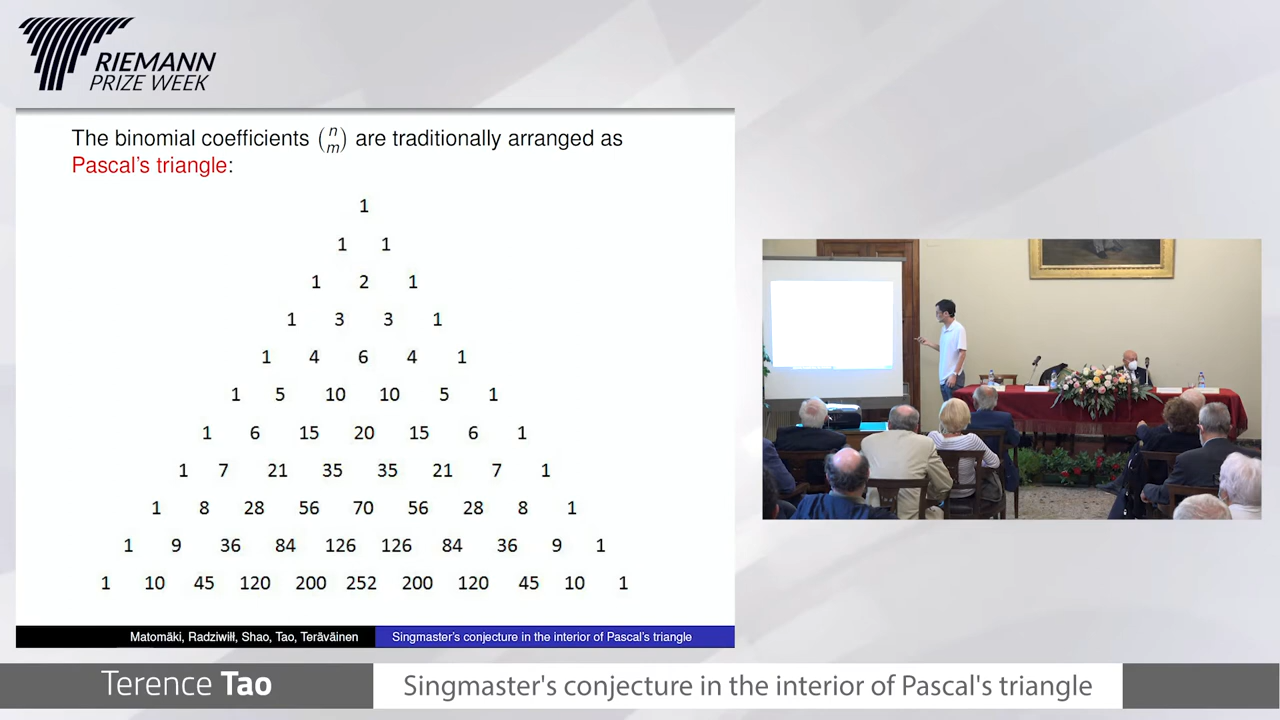 RIEMANN
PRIZE WEEK
The binomial coefficients (n m) are traditionally arranged as
Pascal's triangle:
1
1 1
1 2 1
1 3 3 1
1 4 6 4 1
1 5 10 10 5 1
1 6 15 20 15 6 1
1 7 21 35 35 21 7 1
1 8 28 56 70 56 28 8 1
1 9 36 84 126 126 84 36 9 1
1 10 45 120 200 252 200 120 45 10 1
Matomäki, Radziwiłł, Shao, Tao, Teräväinen Singmaster's conjecture in the interior of Pascal's triangle
Terence Tao Singmaster's conjecture in the interior of Pascal's triangle